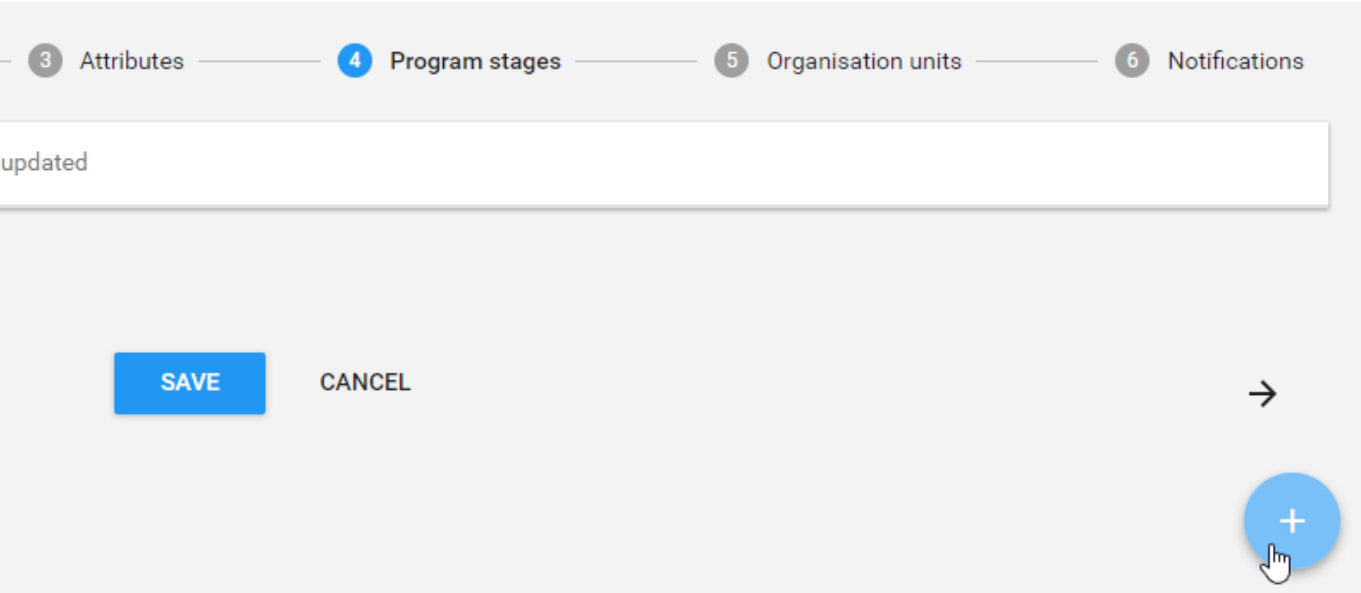 3 Attributes 4 Program stages 5 Organisation units 6 Notifications
updated
SAVE CANCEL